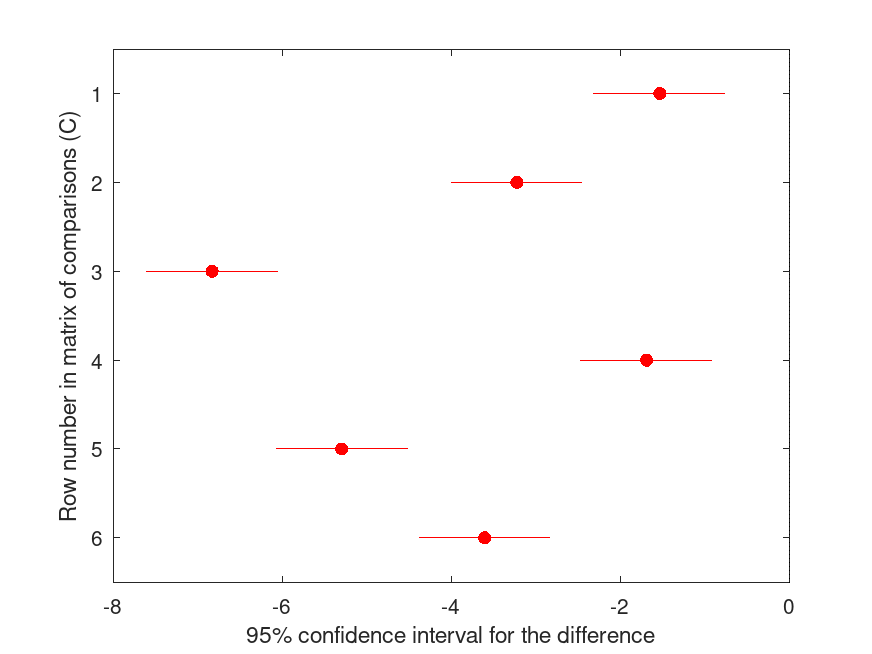 Row number in matrix of comparisons (C)
1
2
3
4
5
6
-8 -6 -4 -2 0
95% confidence interval for the difference